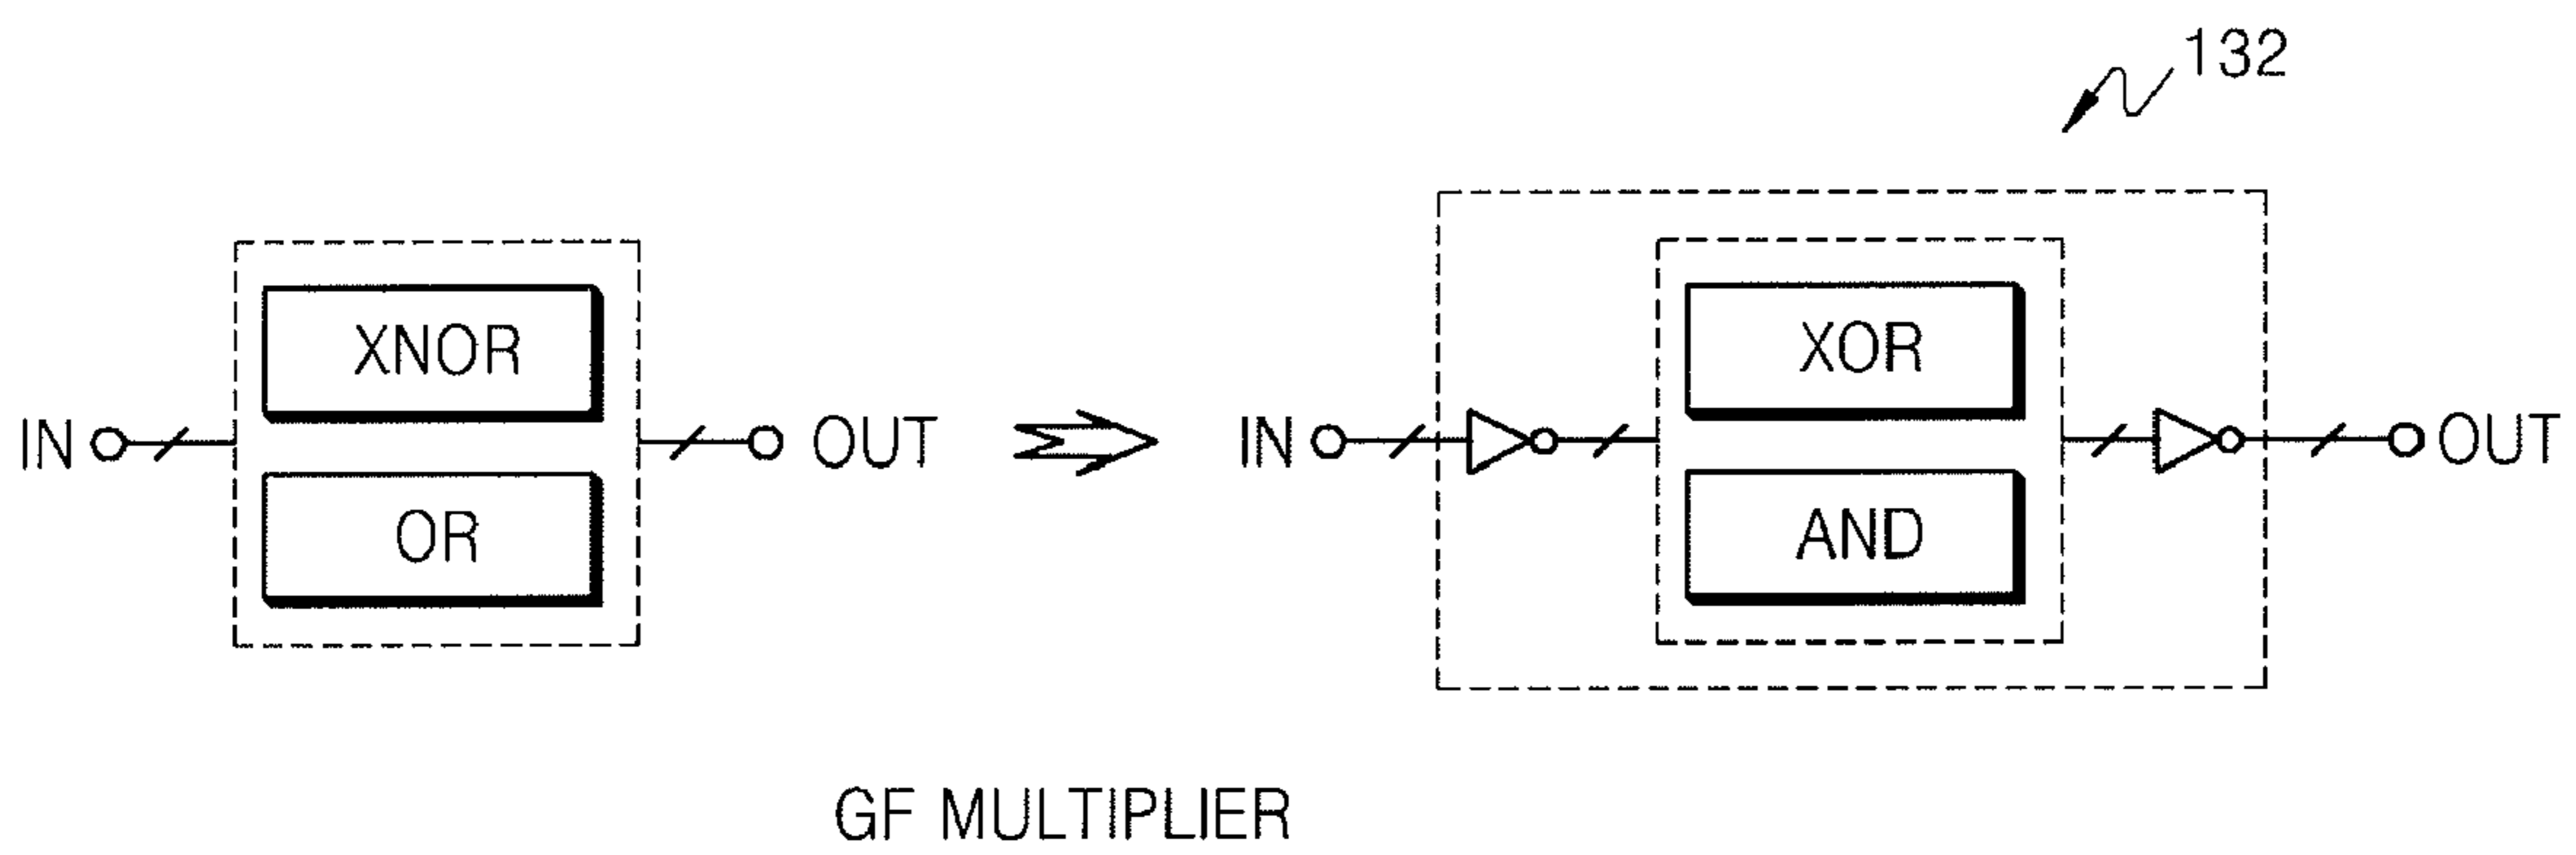 132
XNOR
OR
IN
OUT
IN
XOR
AND
OUT
GF MULTIPLIER